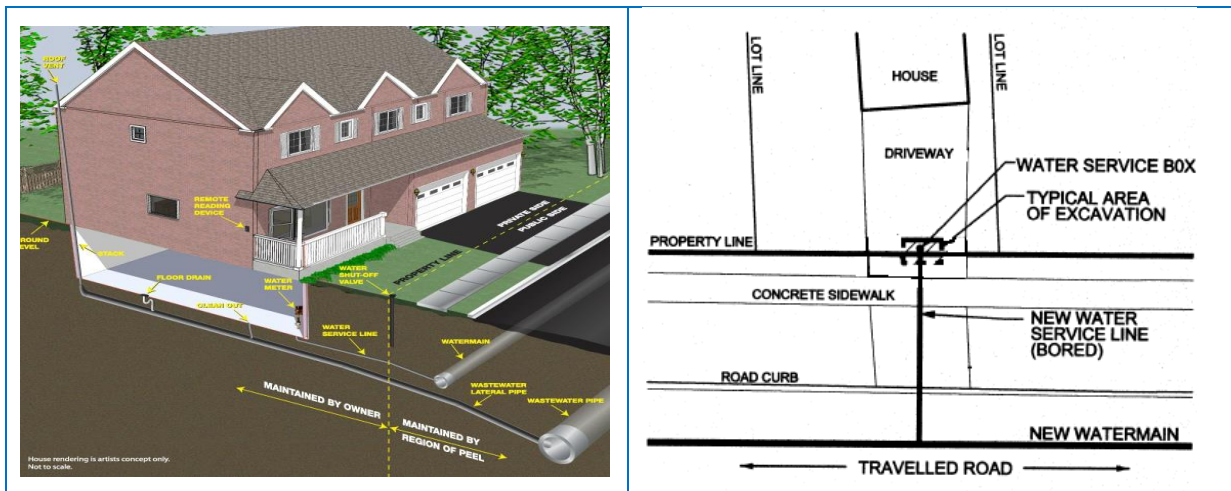 ROOF
VENT
REMOTE
READING
DEVICE
PRIVATE SIDE
PUBLIC SIDE
PROPERTY LINE
GROUND
LEVEL
STACK
FLOOR DRAIN
CLEAN OUT
WATER
METER
WATER
SHUT-OFF
VALVE
WATER
SERVICE LINE
WATERMAIN
WASTEWATER
LATERAL PIPE
WASTEWATER PIPE
MAINTAINED BY OWNER
MAINTAINED BY
REGION OF PEEL
House rendering is artists concept only.
Not to scale.
LOT LINE
HOUSE
LOT LINE
DRIVEWAY
WATER SERVICE B0X
TYPICAL AREA
OF EXCAVATION
PROPERTY LINE
CONCRETE SIDEWALK
NEW WATER
SERVICE LINE
(BORED)
ROAD CURB
NEW WATERMAIN
TRAVELLED ROAD